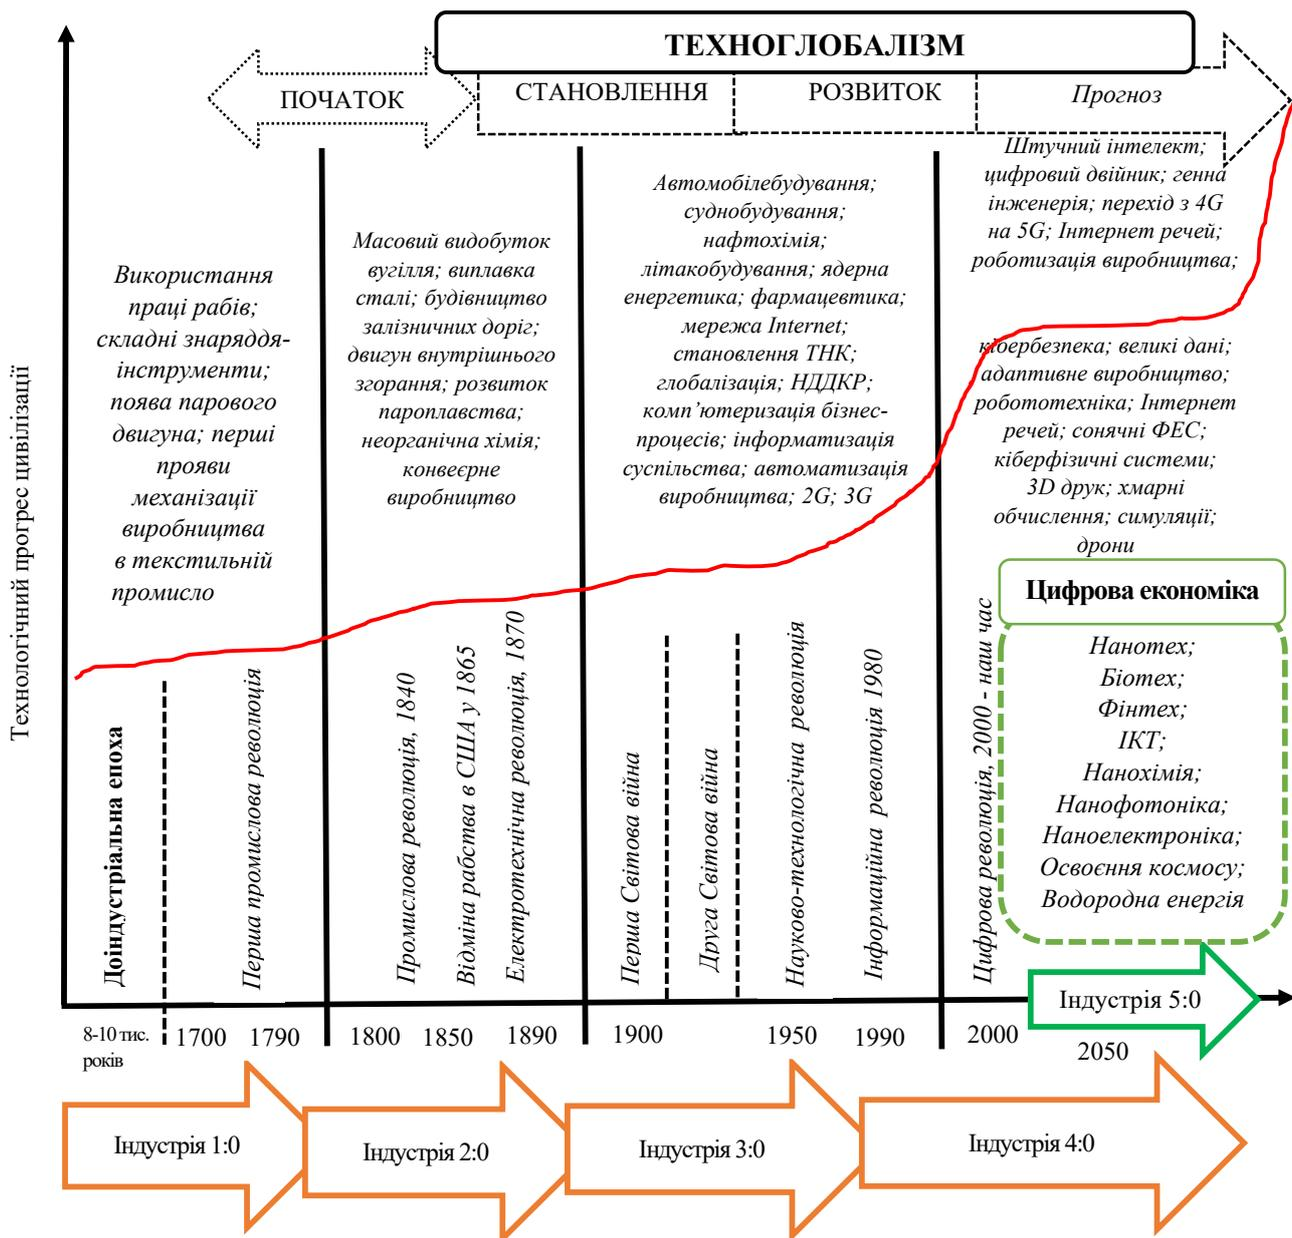 ТЕХНОГЛОБАЛІЗМ
ПОЧАТОК
СТАНОВЛЕННЯ
РОЗВИТОК
Прогноз
Технологічний прогрес цивілізації
Використання
праці рабів;
складні знаряддя-
інструменти;
поява парового
двигуна; перші
прояви
механізації
виробництва
в текстильній
промисло
Масовий видобуток
вугілля; виплавка
сталі; будівництво
залізничних доріг;
двигун внутрішнього
згорання; розвиток
пароплавства;
неорганічна хімія;
конвеєрне
виробництво
Автомобілебудування;
суднобудування;
нафтохімія;
літакобудування; ядерна
енергетика; фармацевтика;
мережа Internet;
становлення ТНК;
глобалізація; НДДКР;
комп’ютеризація бізнес-
процесів; інформатизація
суспільства; автоматизація
виробництва; 2G; 3G
Штучний інтелект;
цифровий двійник; генна
інженерія; перехід з 4G
на 5G; Інтернет речей;
роботизація виробництва;
кібербезпека; великі дані;
адаптивне виробництво;
робототехніка; Інтернет
речей; сонячні ФЕС;
кіберфізичні системи;
3D друк; хмарні
обчислення; симуляції;
дрони
Цифрова економіка
Нанотех;
Біотех;
Фінтех;
ІКТ;
Нанохімія;
Нанофотоніка;
Наноелектроніка;
Освоєння космосу;
Водородна енергія
Доіндустріальна епоха
Перша промислова революція
Промислова революція, 1840
Відміна рабства в США у 1865
Електротехнічна революція, 1870
Перша Світова війна
Друга Світова війна
Науково-технологічна революція
Інформаційна революція 1980
Цифрова революція, 2000 - наш час
Індустрія 5:0
8-10 тис.
років
1700
1790
1800
1850
1890
1900
1950
1990
2000
2050
Індустрія 1:0
Індустрія 2:0
Індустрія 3:0
Індустрія 4:0